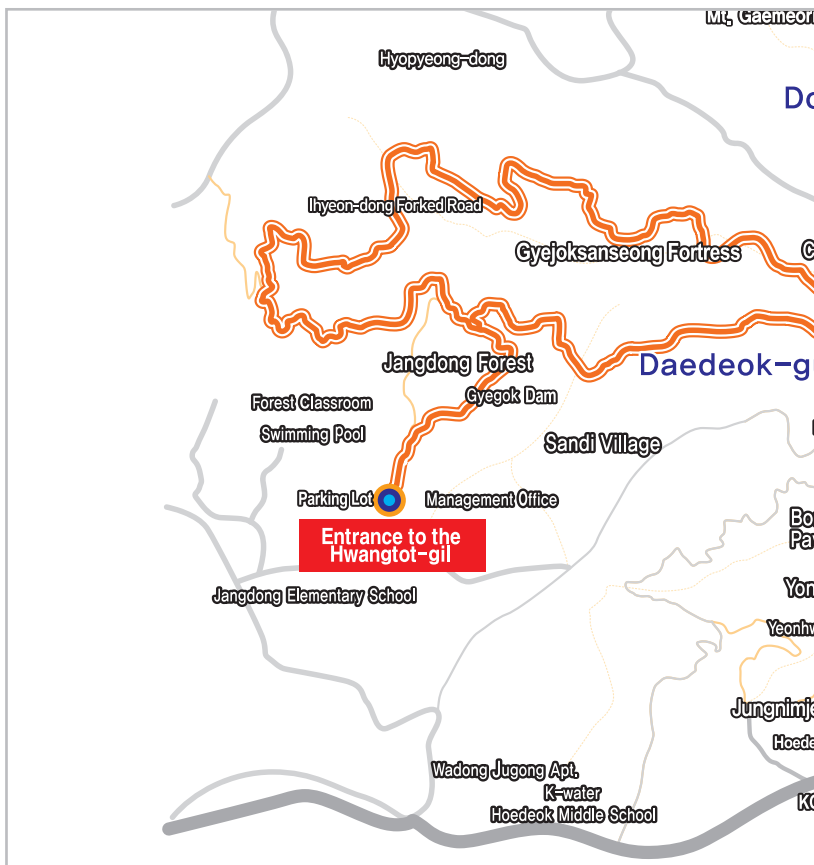 Mt. Gaemeori
Hyopyeong-dong
Ihyeon-dong Forked Road
Gyejoksanseong Fortress
Jangdong Forest
Daedeok-g
Gyegok Dam
Forest Classroom
Swimming Pool
Sandi Village
Parking Lot
Management Office
Entrance to the
Hwangtot-gil
Jangdong Elementary School
Wadong Jugong Apt.
K-water
Hoedeok Middle School